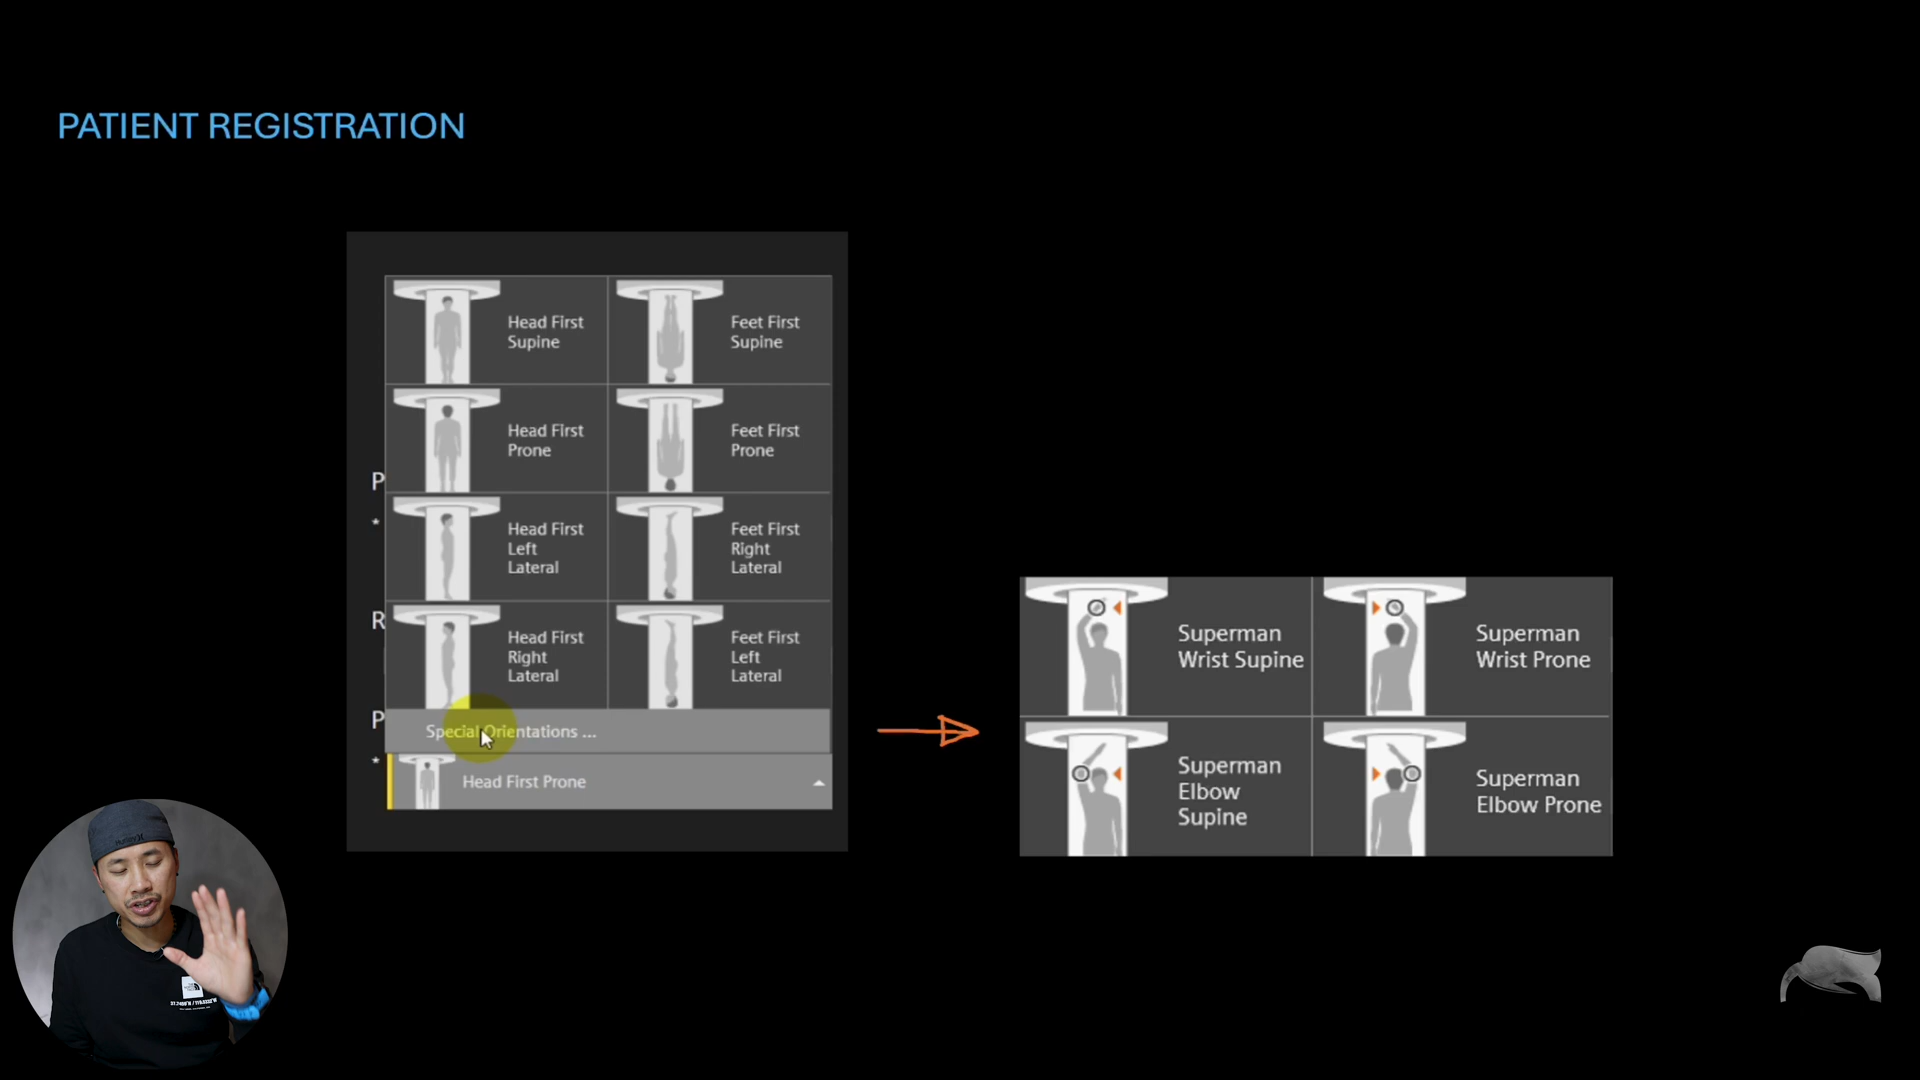 PATIENT REGISTRATION
Head First
Supine
Feet First
Supine
Head First
Prone
Feet First
Prone
P
*
Head First
Left
Lateral
Feet First
Right
Lateral
R
Head First
Right
Lateral
Feet First
Left
Lateral
P
Special Orientations ...
*
Head First Prone
Superman
Wrist Supine
Superman
Wrist Prone
Superman
Elbow
Supine
Superman
Elbow Prone